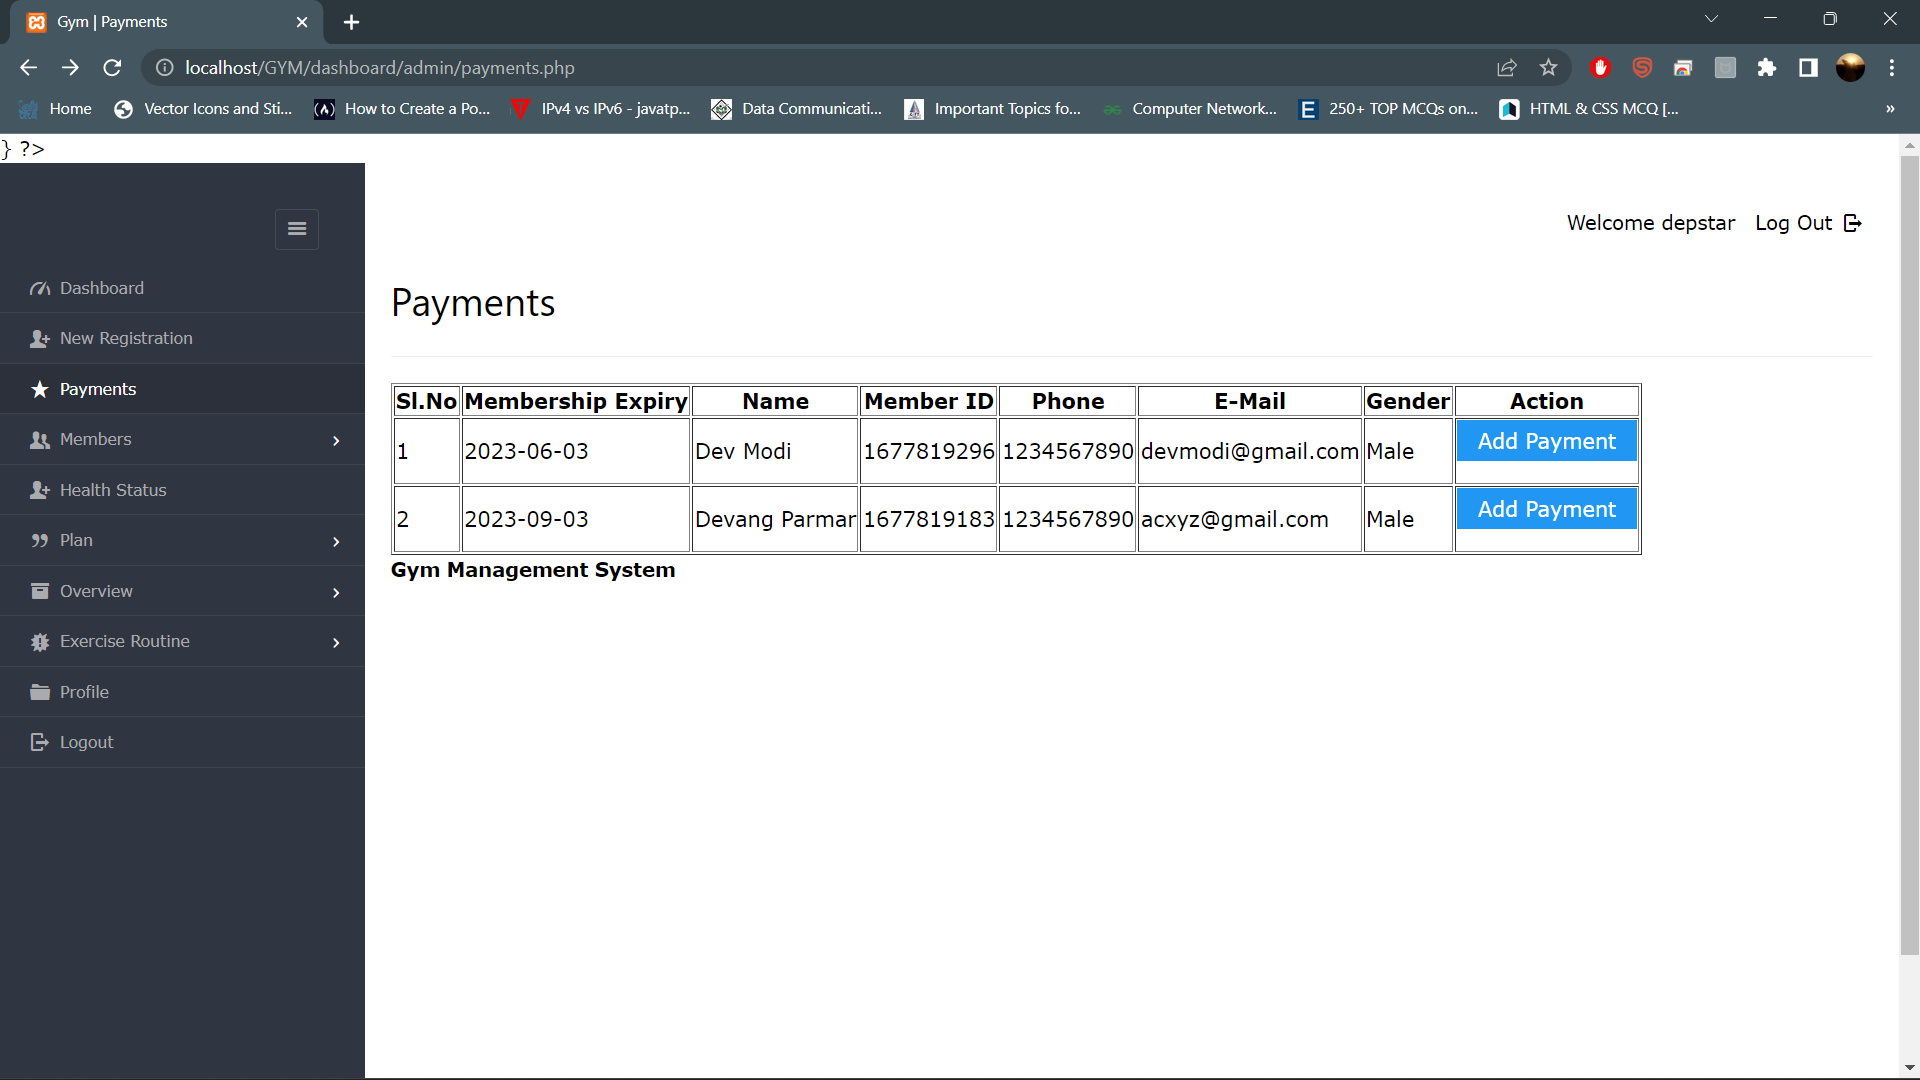 Gym | Payments
localhost/GYM/dashboard/admin/payments.php
Home Vector Icons and Sti... How to Create a Po... IPv4 vs IPv6 - javatp... Data Communicati... Important Topics fo... Computer Network... 250+ TOP MCQs on... HTML & CSS MCQ [... »
} ?>
Welcome depstar Log Out
Dashboard
New Registration
Payments
Members
Health Status
Plan
Overview
Exercise Routine
Profile
Logout
Payments
Sl.No Membership Expiry Name Member ID Phone E-Mail Gender Action
1 2023-06-03 Dev Modi 1677819296 1234567890 devmodi@gmail.com Male Add Payment
2 2023-09-03 Devang Parmar 1677819183 1234567890 acxyz@gmail.com Male Add Payment
Gym Management System